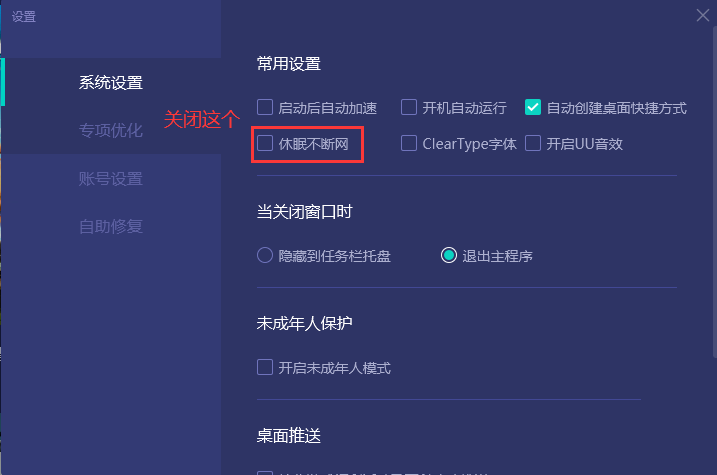 设置
系统设置
专项优化
账号设置
自助修复
关闭这个
常用设置
启动后自动加速 开机自动运行 自动创建桌面快捷方式
休眠不断网 ClearType字体 开启UU音效
当关闭窗口时
隐藏到任务栏托盘 退出主程序
未成年人保护
开启未成年人模式
桌面推送